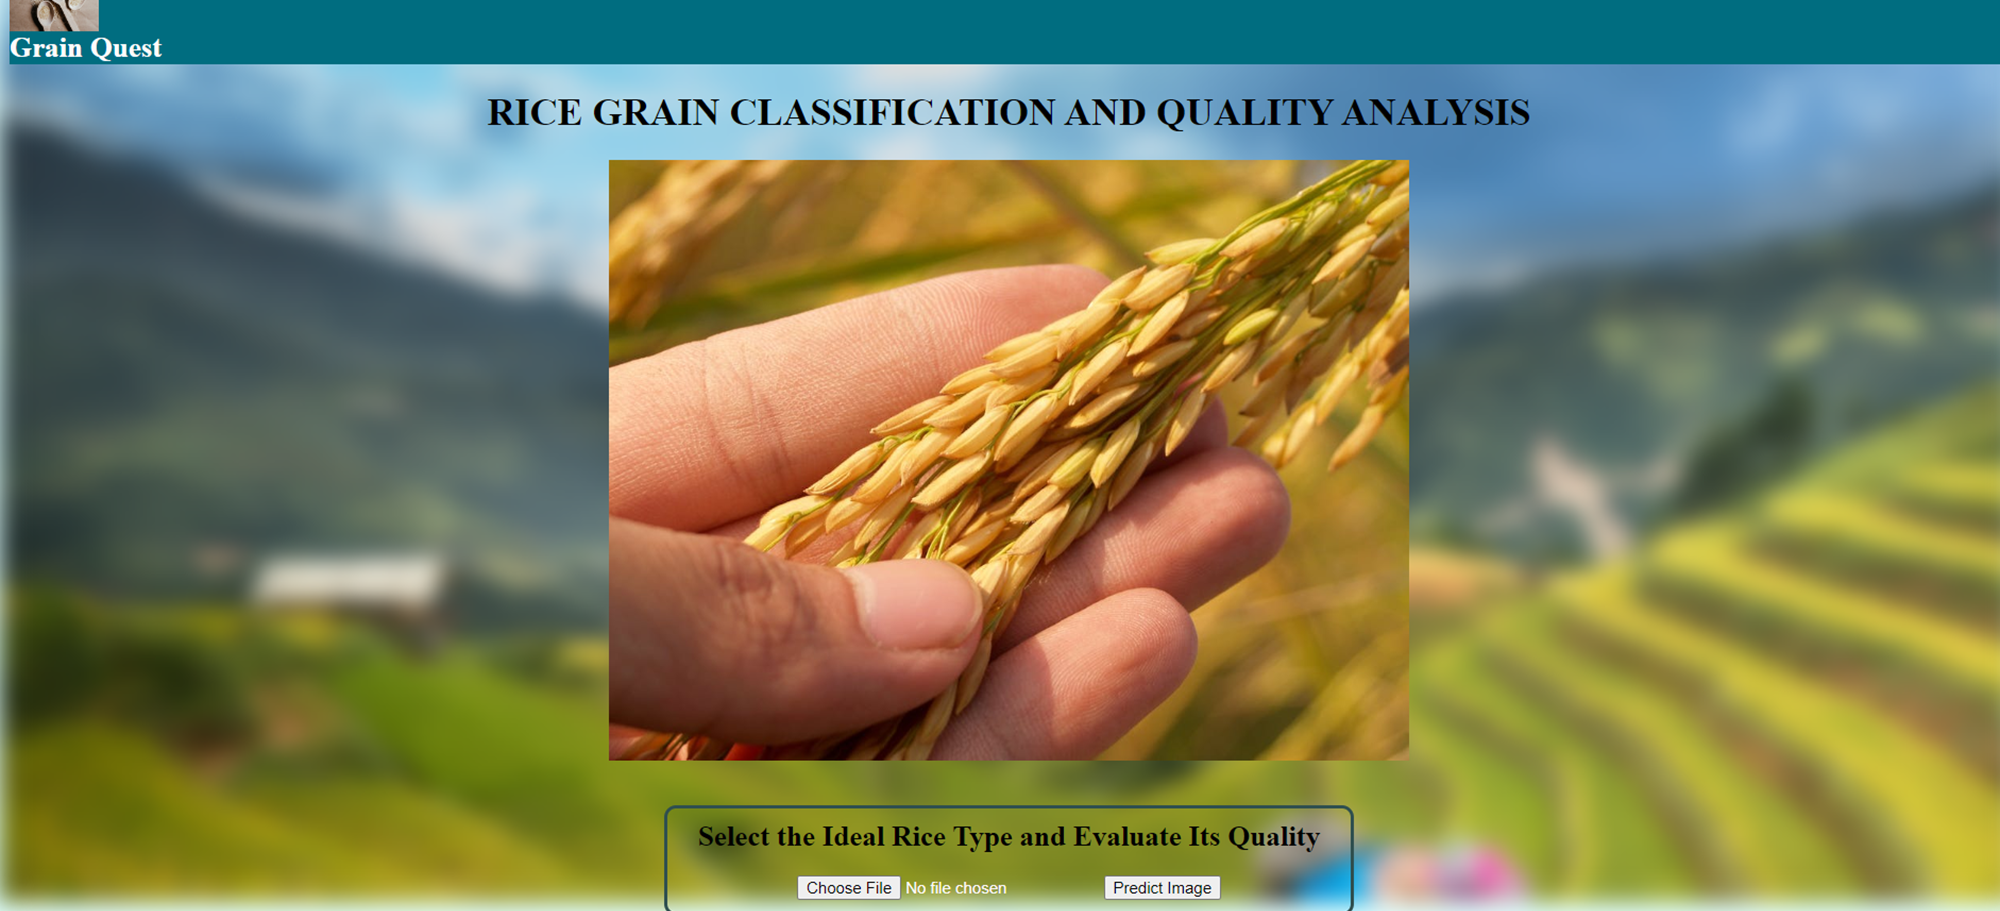 Grain Quest
RICE GRAIN CLASSIFICATION AND QUALITY ANALYSIS
Select the Ideal Rice Type and Evaluate Its Quality
Choose File No file chosen Predict Image